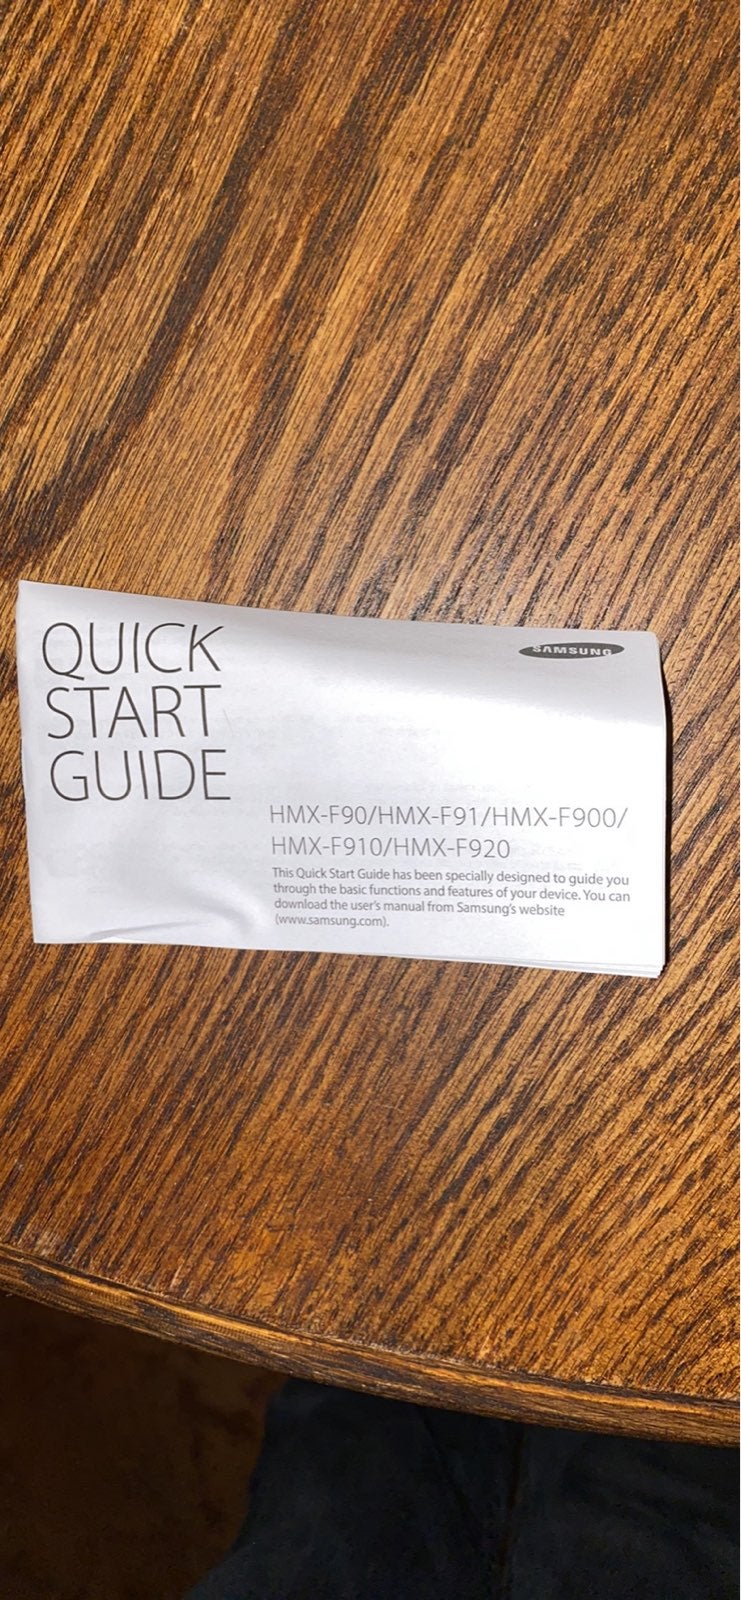 QUICK
START
GUIDE
SAMSUNG
HMX-F90/HMX-F91/HMX-F900/
HMX-F910/HMX-F920
This Quick Start Guide has been specially designed to guide you
through the basic functions and features of your device. You can
download the user's manual from Samsung's website
(www.samsung.com).